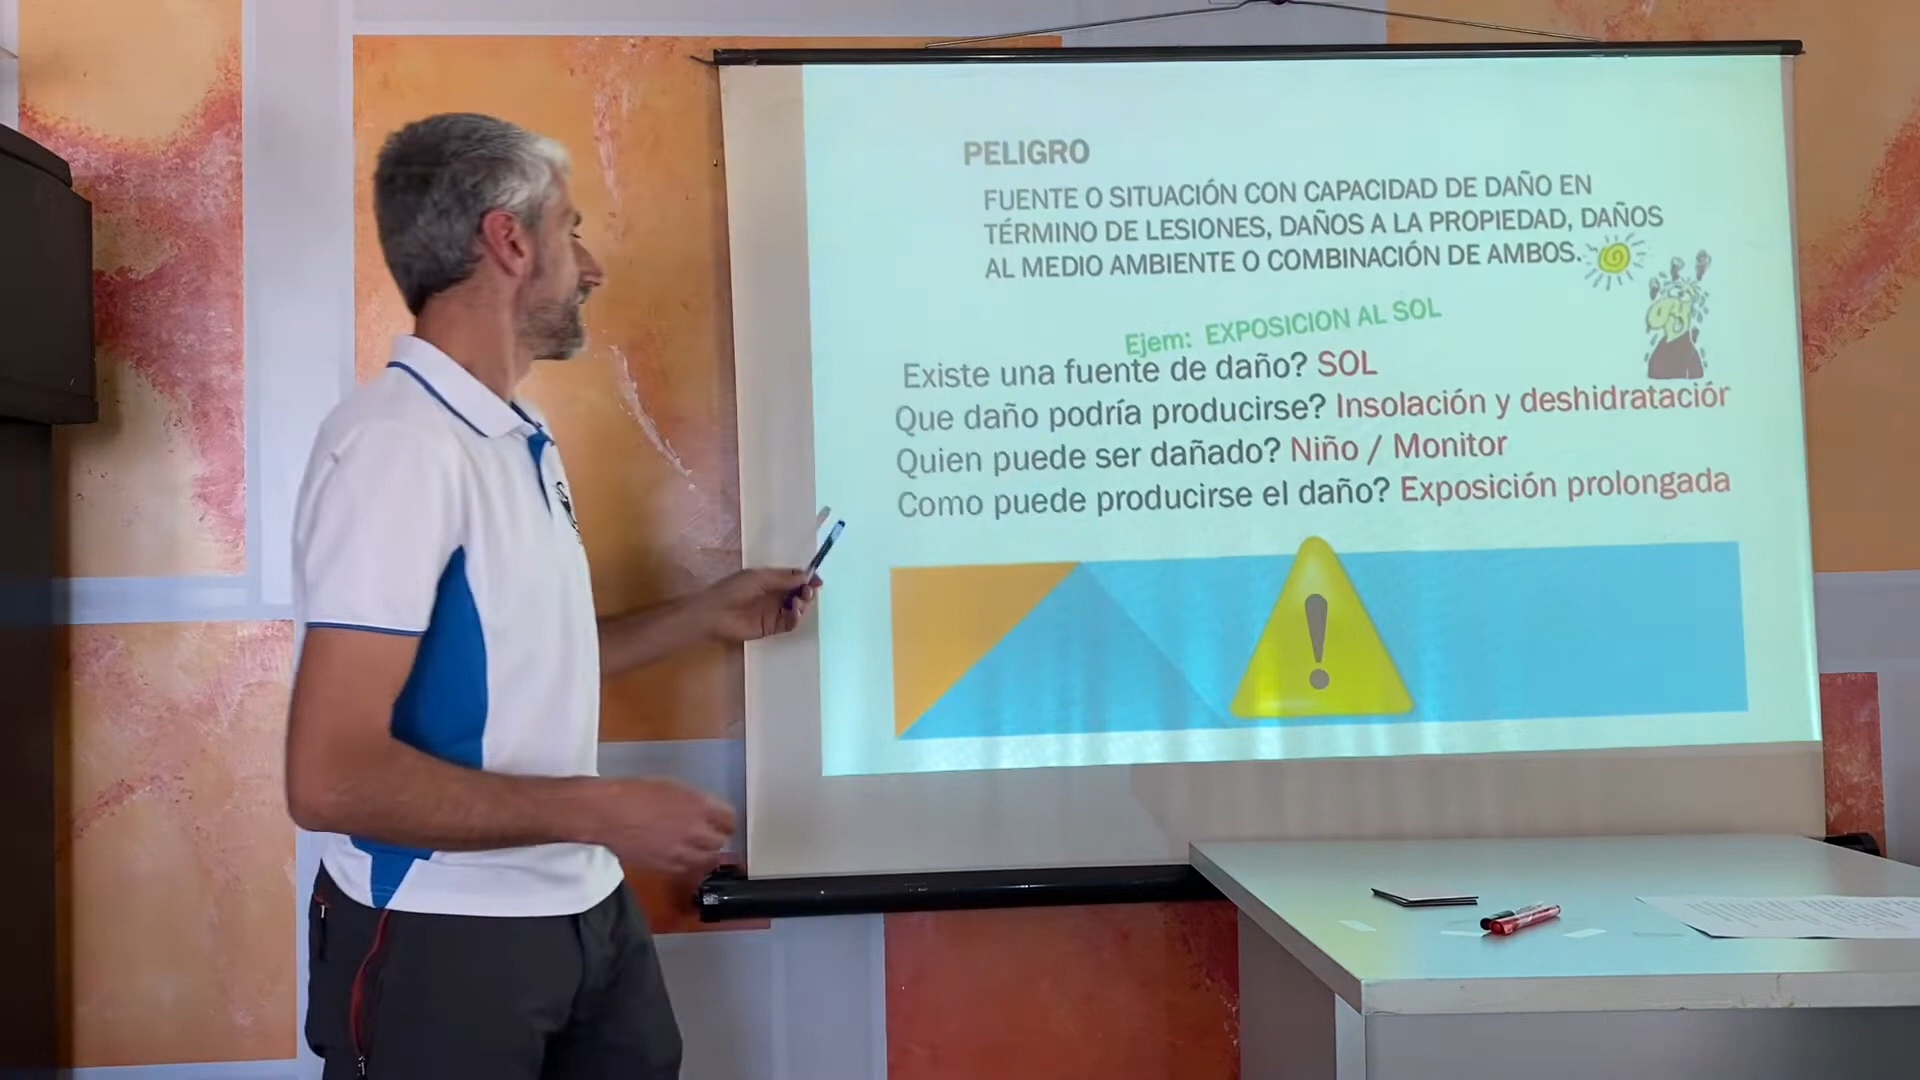 PELIGRO
FUENTE O SITUACIÓN CON CAPACIDAD DE DAÑO EN
TÉRMINO DE LESIONES, DAÑOS A LA PROPIEDAD, DAÑOS
AL MEDIO AMBIENTE O COMBINACIÓN DE AMBOS.
Ejem: EXPOSICION AL SOL
Existe una fuente de daño? SOL
Que daño podría producirse? Insolación y deshidratación
Quien puede ser dañado? Niño / Monitor
Como puede producirse el daño? Exposición prolongada
!